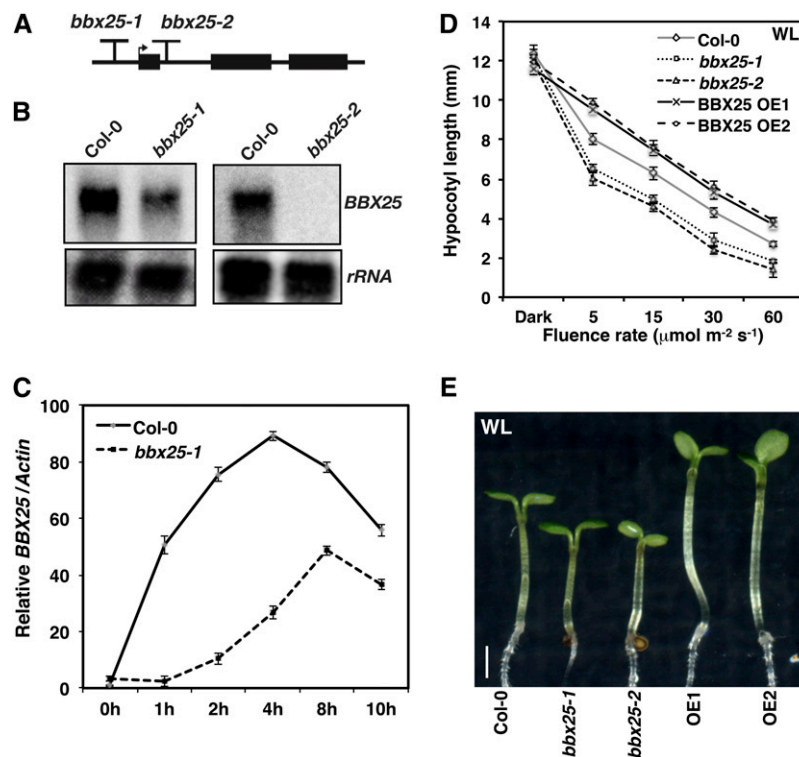 A
bbx25-1
bbx25-2
B
Col-0
bbx25-1
Col-0
bbx25-2
BBX25
rRNA
C
Relative BBX25/Actin
100
80
60
40
20
0
Col-0
bbx25-1
0h 1h 2h 4h 8h 10h
D
Hypocotyl length (mm)
14
12
10
8
6
4
2
0
WL
Col-0
bbx25-1
bbx25-2
BBX25 OE1
BBX25 OE2
Dark 5 15 30 60
Fluence rate (μmol m⁻² s⁻¹)
E
WL
Col-0
bbx25-1
bbx25-2
OE1
OE2